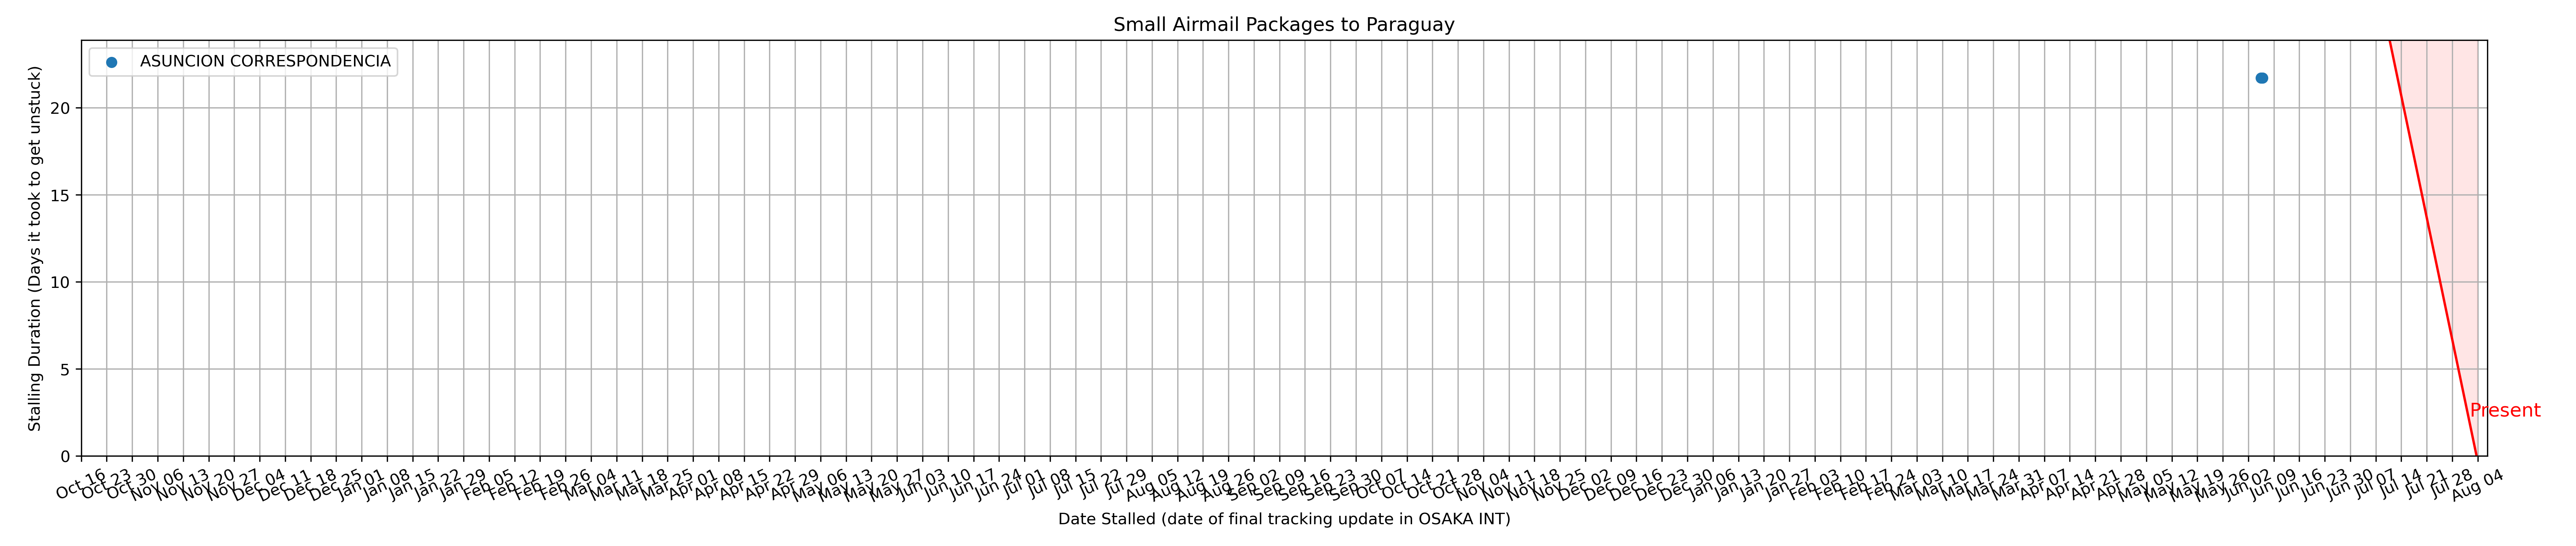 Small Airmail Packages to Paraguay
ASUNCION CORRESPONDENCIA
Stalling Duration (Days it took to get unstuck)
20
15
10
5
0
Present
Oct 16
Oct 23
Oct 30
Nov 06
Nov 13
Nov 20
Nov 27
Dec 04
Dec 11
Dec 18
Dec 25
Jan 01
Jan 08
Jan 15
Jan 22
Jan 29
Feb 05
Feb 12
Feb 19
Feb 26
Mar 04
Mar 11
Mar 18
Mar 25
Apr 01
Apr 08
Apr 15
Apr 22
Apr 29
May 06
May 13
May 20
May 27
Jun 03
Jun 10
Jun 17
Jun 24
Jul 01
Jul 08
Jul 15
Jul 22
Jul 29
Aug 05
Aug 12
Aug 19
Aug 26
Sep 02
Sep 09
Sep 16
Sep 23
Sep 30
Oct 07
Oct 14
Oct 21
Oct 28
Nov 04
Nov 11
Nov 18
Nov 25
Dec 02
Dec 09
Dec 16
Dec 23
Dec 30
Jan 06
Jan 13
Jan 20
Jan 27
Feb 03
Feb 10
Feb 17
Feb 24
Mar 03
Mar 10
Mar 17
Mar 24
Mar 31
Apr 07
Apr 14
Apr 21
Apr 28
May 05
May 12
May 19
May 26
Jun 02
Jun 09
Jun 16
Jun 23
Jun 30
Jul 07
Jul 14
Jul 21
Jul 28
Aug 04
Date Stalled (date of final tracking update in OSAKA INT)